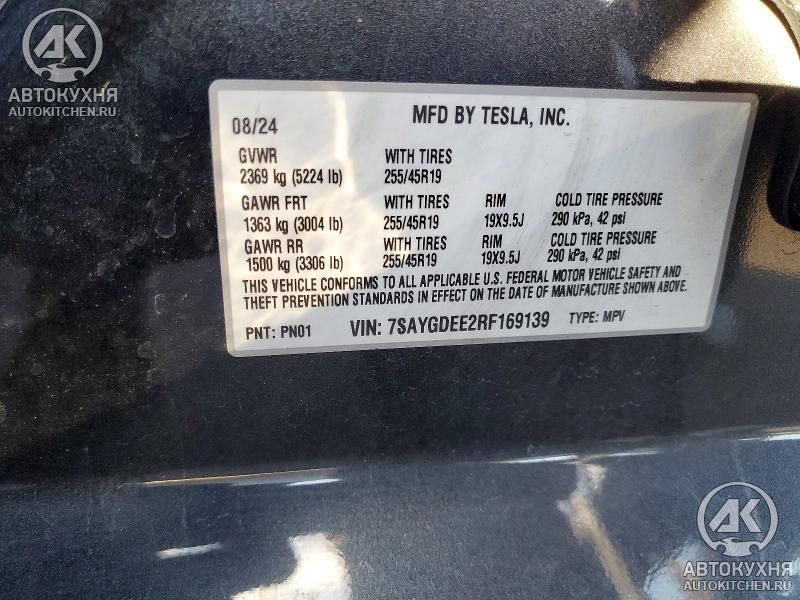 AK
АВТОКУХНЯ
AUTOKITCHEN.RU
08/24 MFD BY TESLA, INC.
GVWR WITH TIRES
2369 kg (5224 lb) 255/45R19
GAWR FRT WITH TIRES RIM COLD TIRE PRESSURE
1363 kg (3004 lb) 255/45R19 19X9.5J 290 kPa, 42 psi
GAWR RR WITH TIRES RIM COLD TIRE PRESSURE
1500 kg (3306 lb) 255/45R19 19X9.5J 290 kPa, 42 psi
THIS VEHICLE CONFORMS TO ALL APPLICABLE U.S. FEDERAL MOTOR VEHICLE SAFETY AND
THEFT PREVENTION STANDARDS IN EFFECT ON THE DATE OF MANUFACTURE SHOWN ABOVE.
PNT: PN01 VIN: 7SAYGDEE2RF169139 TYPE: MPV
AK
АВТОКУХНЯ
AUTOKITCHEN.RU